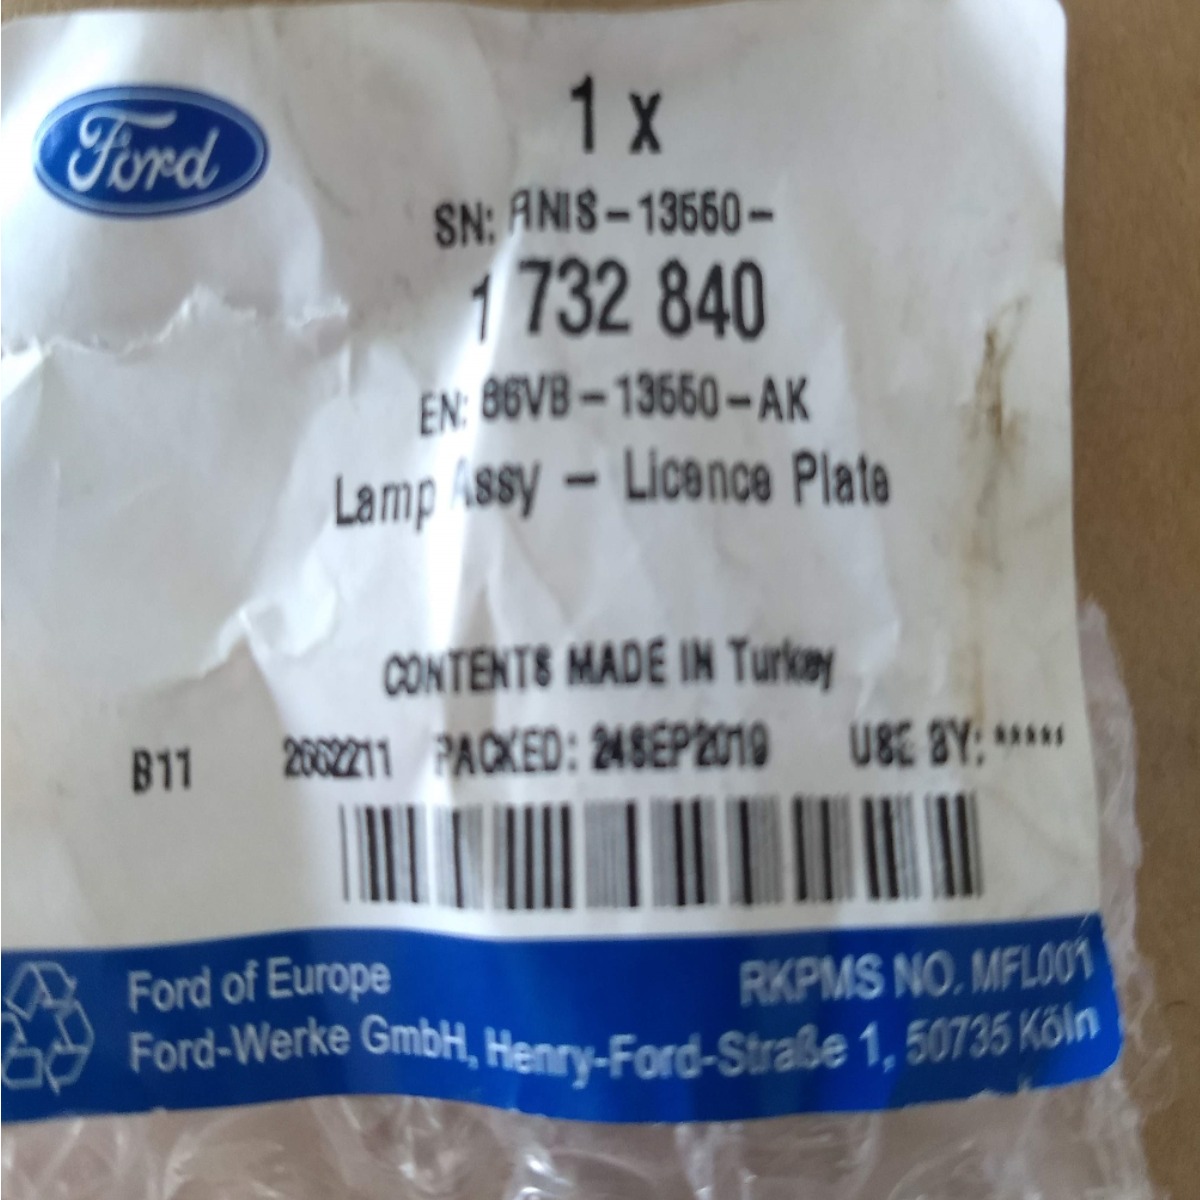 Ford
1 x
SN: ANIS-13550-
1 732 840
EN: 86VB-13550-AK
Lamp Assy - Licence Plate
CONTENTS MADE IN Turkey
B11 2662211 PACKED: 24SEP2019 USE BY: *****
Ford of Europe RKPMS NO. MFL001
Ford-Werke GmbH, Henry-Ford-Straße 1, 50735 Köln